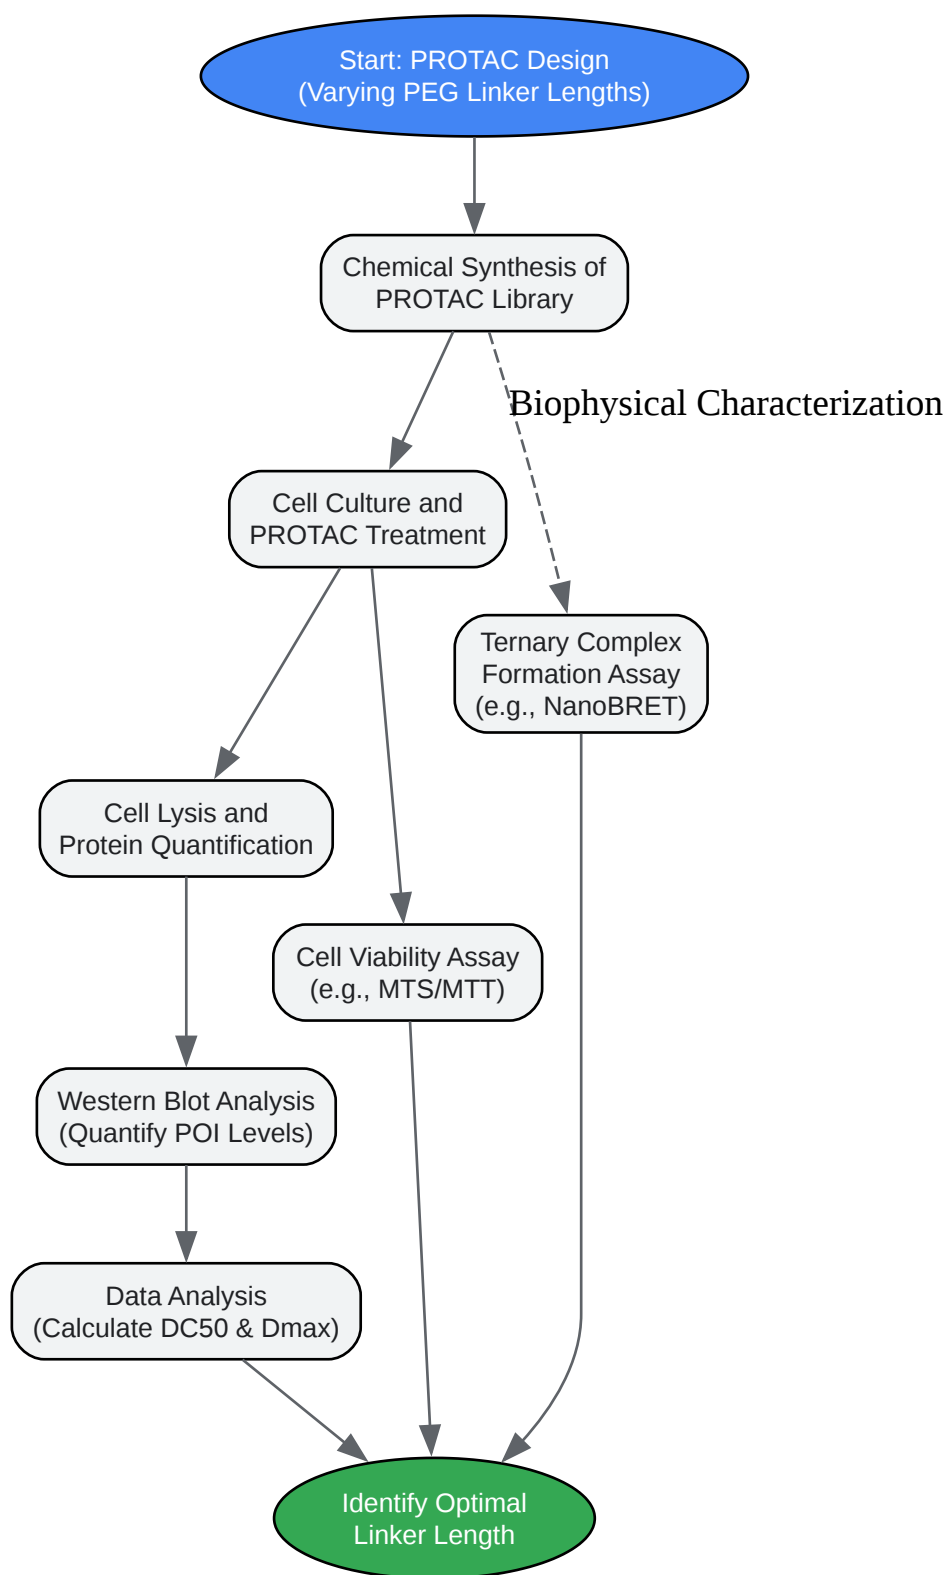 Start: PROTAC Design
(Varying PEG Linker Lengths)
Chemical Synthesis of
PROTAC Library
Biophysical Characterization
Cell Culture and
PROTAC Treatment
Ternary Complex
Formation Assay
(e.g., NanoBRET)
Cell Lysis and
Protein Quantification
Cell Viability Assay
(e.g., MTS/MTT)
Western Blot Analysis
(Quantify POI Levels)
Data Analysis
(Calculate DC50 & Dmax)
Identify Optimal
Linker Length